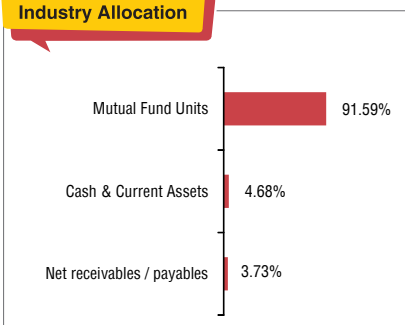 Industry Allocation
Mutual Fund Units 91.59%
Cash & Current Assets 4.68%
Net receivables / payables 3.73%